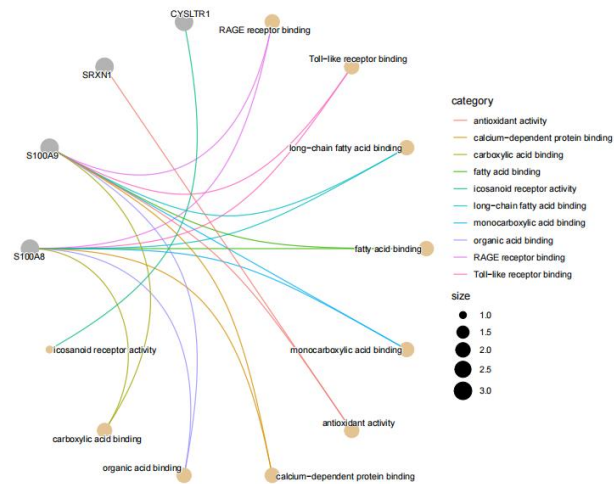 CYSLTR1
RAGE receptor binding
SRXN1
Toll-like receptor binding
S100A9
long-chain fatty acid binding
S100A8
fatty acid binding
icosanoid receptor activity
monocarboxylic acid binding
carboxylic acid binding
antioxidant activity
organic acid binding
calcium-dependent protein binding
category
antioxidant activity
calcium-dependent protein binding
carboxylic acid binding
fatty acid binding
icosanoid receptor activity
long-chain fatty acid binding
monocarboxylic acid binding
organic acid binding
RAGE receptor binding
Toll-like receptor binding
size
1.0
1.5
2.0
2.5
3.0